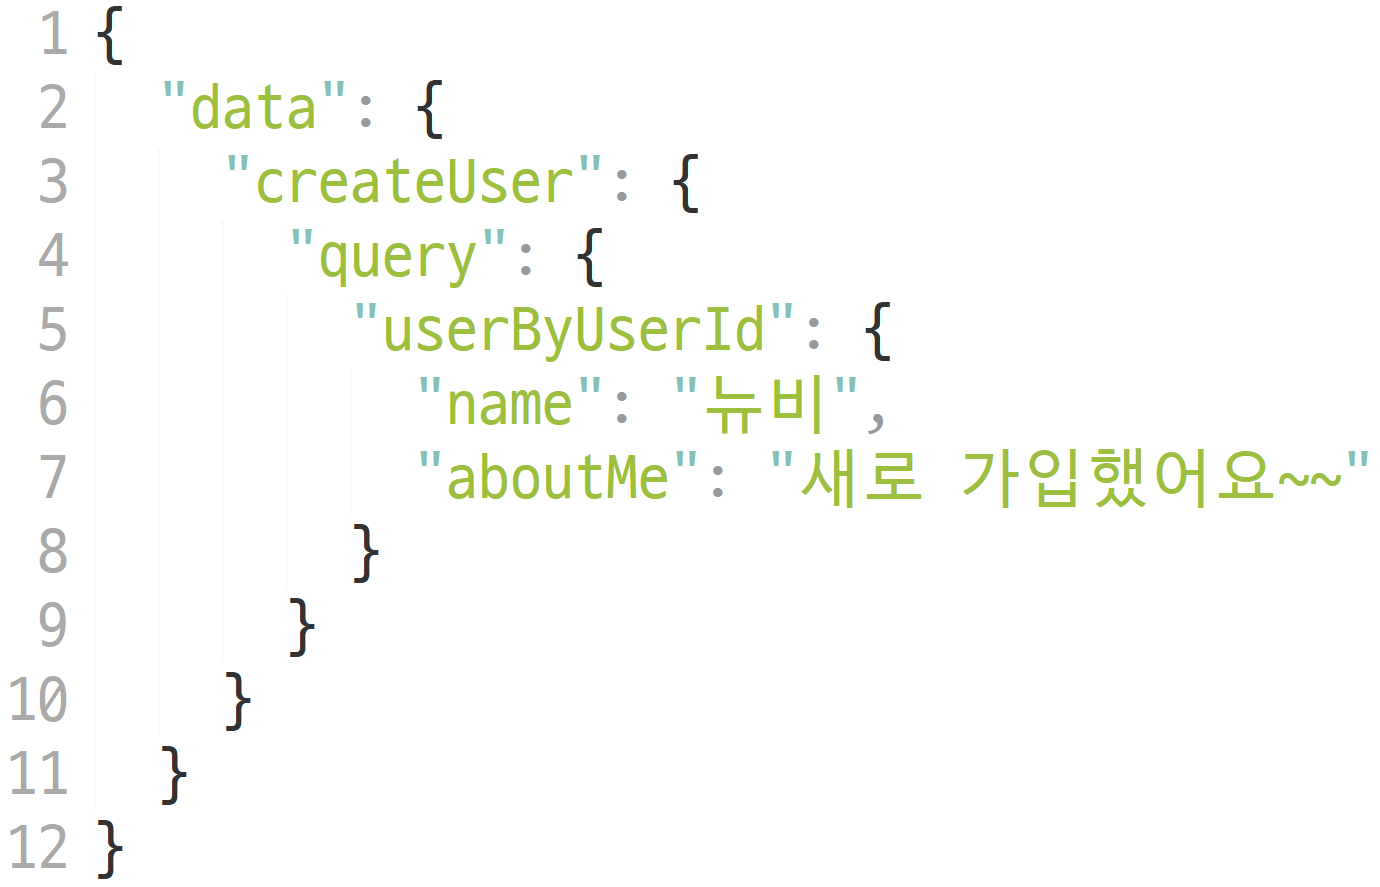 1 {
2   "data": {
3     "createUser": {
4       "query": {
5         "userByUserId": {
6           "name": "뉴비",
7           "aboutMe": "새로 가입했어요~~"
8         }
9       }
10     }
11   }
12 }